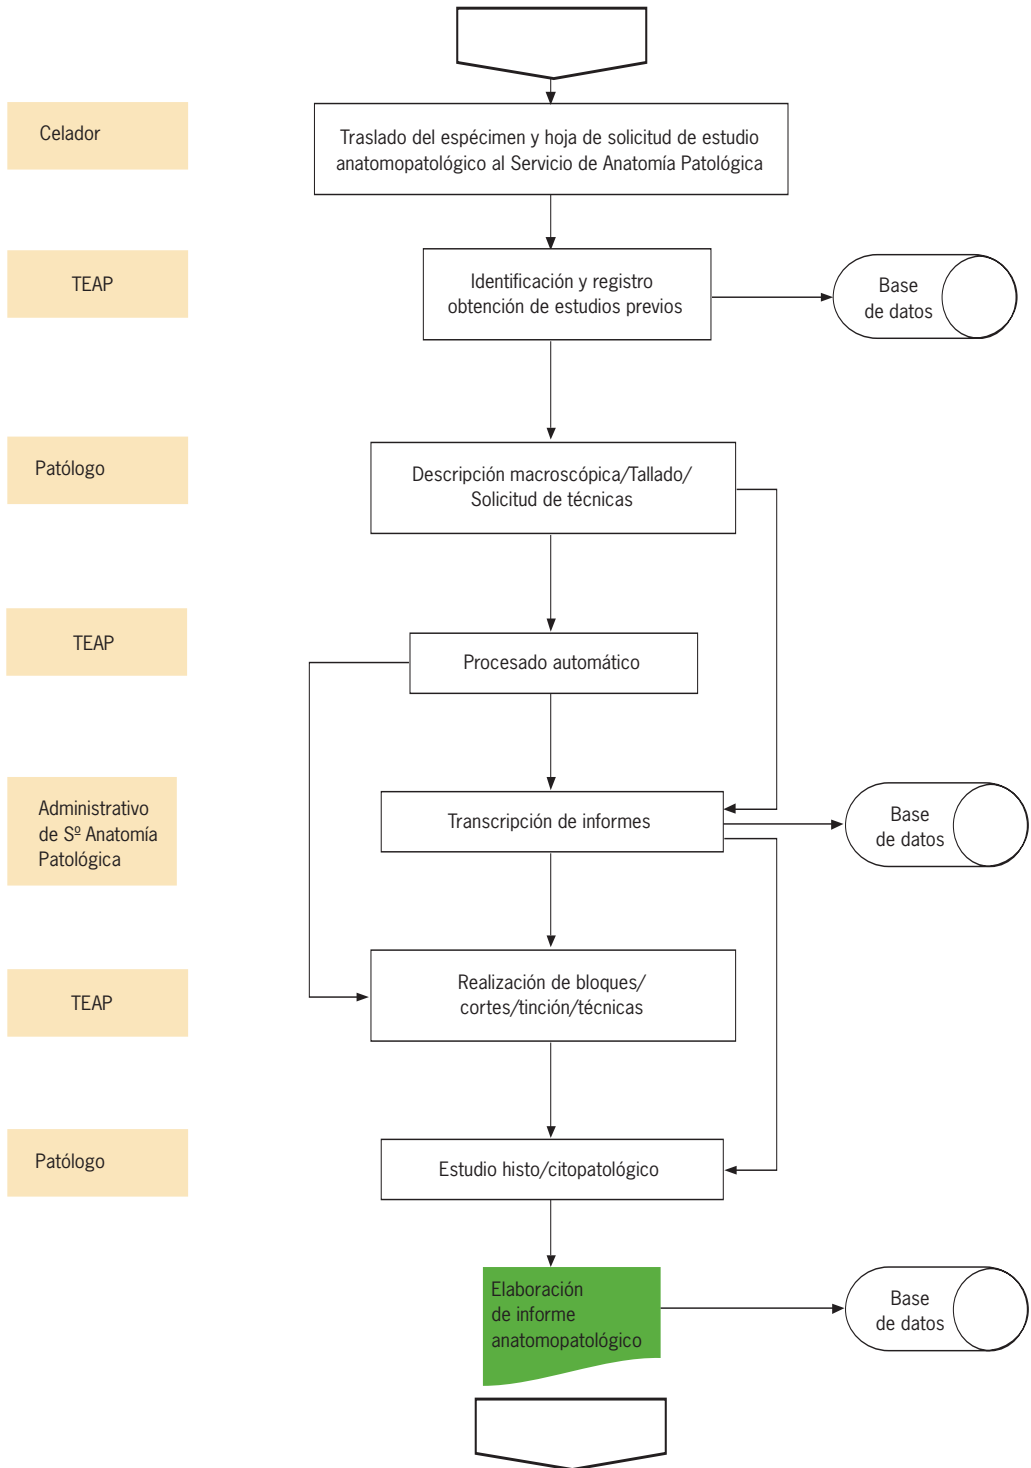 Celador
Traslado del espécimen y hoja de solicitud de estudio
anatomopatológico al Servicio de Anatomía Patológica
TEAP
Identificación y registro
obtención de estudios previos
Base
de datos
Patólogo
Descripción macroscópica/Tallado/
Solicitud de técnicas
TEAP
Procesado automático
Administrativo
de Sº Anatomía
Patológica
Transcripción de informes
Base
de datos
TEAP
Realización de bloques/
cortes/tinción/técnicas
Patólogo
Estudio histo/citopatológico
Elaboración
de informe
anatomopatológico
Base
de datos